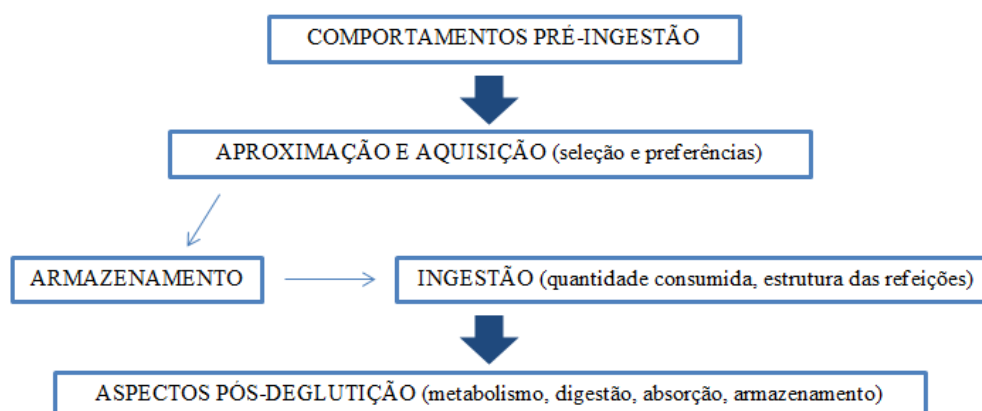 COMPORTAMENTOS PRÉ-INGESTÃO
APROXIMAÇÃO E AQUISIÇÃO (seleção e preferências)
ARMAZENAMENTO
INGESTÃO (quantidade consumida, estrutura das refeições)
ASPECTOS PÓS-DEGLUTIÇÃO (metabolismo, digestão, absorção, armazenamento)